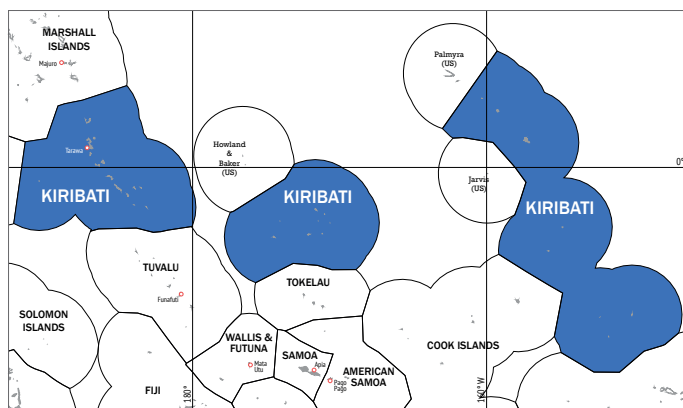 MARSHALL
ISLANDS
Majuro
Palmyra
(US)
Tarawa
Howland
&
Baker
(US)
0°
Jarvis
(US)
KIRIBATI
KIRIBATI
KIRIBATI
TUVALU
Funafuti
TOKELAU
SOLOMON
ISLANDS
WALLIS &
FUTUNA
Mata
Utu
SAMOA
Apia
Pago
Pago
AMERICAN
SAMOA
COOK ISLANDS
FIJI
180°
160° W